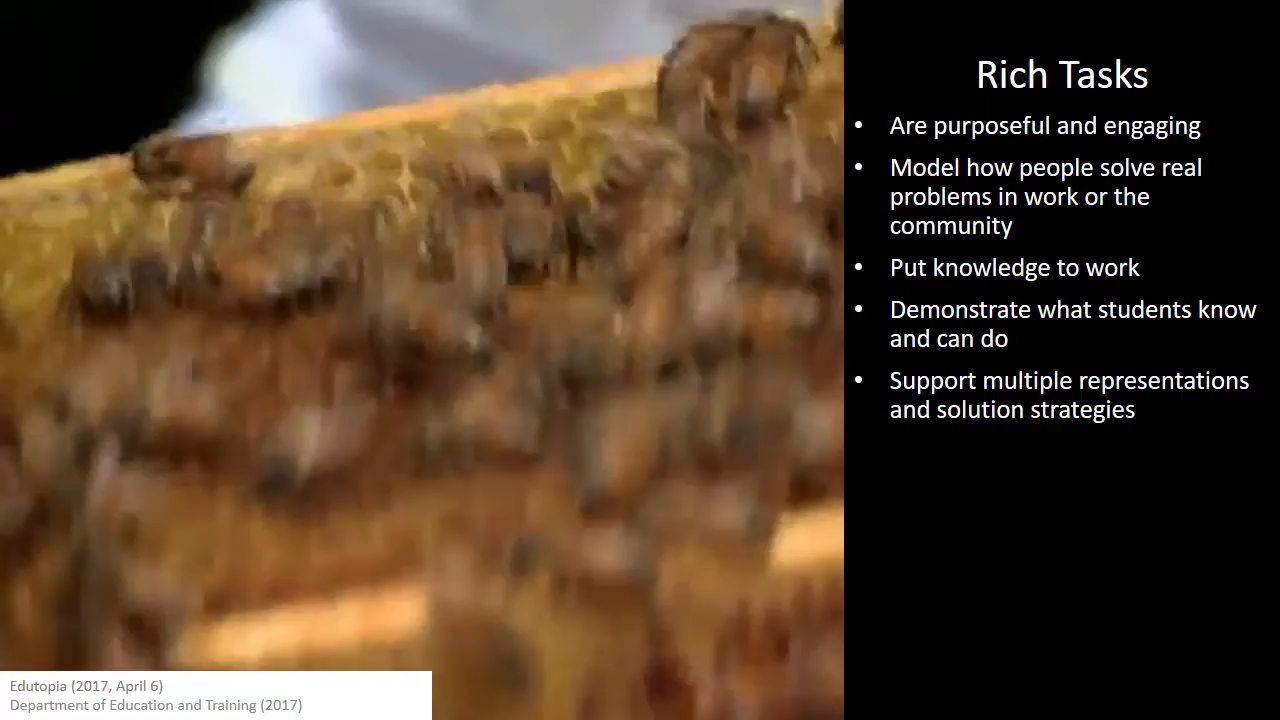 Rich Tasks
• Are purposeful and engaging
• Model how people solve real
problems in work or the
community
• Put knowledge to work
• Demonstrate what students know
and can do
• Support multiple representations
and solution strategies
Edutopia (2017, April 6)
Department of Education and Training (2017)